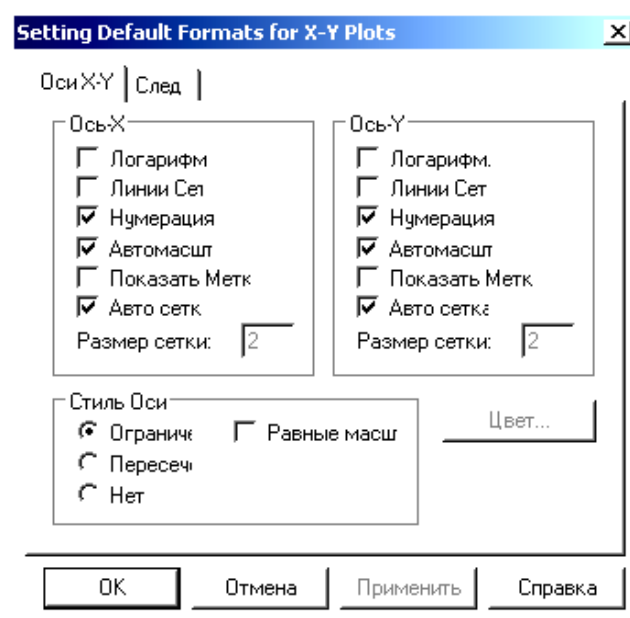 Setting Default Formats for X-Y Plots
Оси X-Y След
Ось-X
Логарифм
Линии Сет
Нумерация
Автомасшт
Показать Метк
Авто сетк
Размер сетки: 2
Ось-Y
Логарифм.
Линии Сет
Нумерация
Автомасшт
Показать Метк
Авто сетка
Размер сетки: 2
Стиль Оси
Ограниче Равные масш
Пересече
Нет
Цвет...
OK Отмена Применить Справка